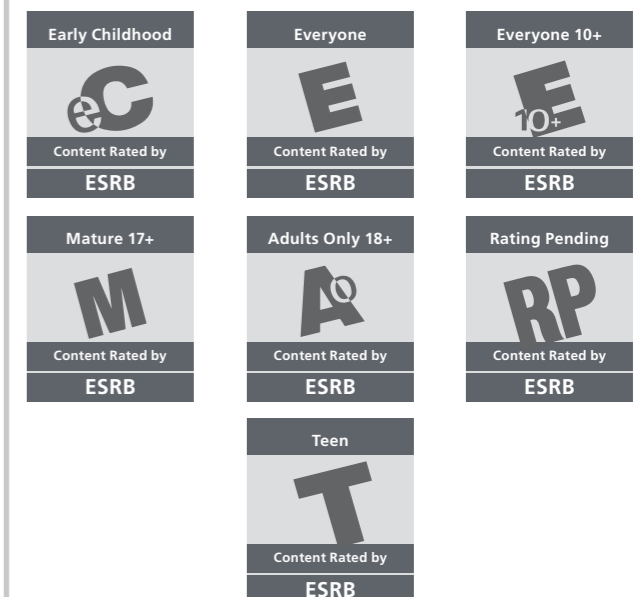 Early Childhood
eC
Content Rated by
ESRB
Everyone
E
Content Rated by
ESRB
Everyone 10+
E
10+
Content Rated by
ESRB
Mature 17+
M
Content Rated by
ESRB
Adults Only 18+
AO
Content Rated by
ESRB
Rating Pending
RP
Content Rated by
ESRB
Teen
T
Content Rated by
ESRB